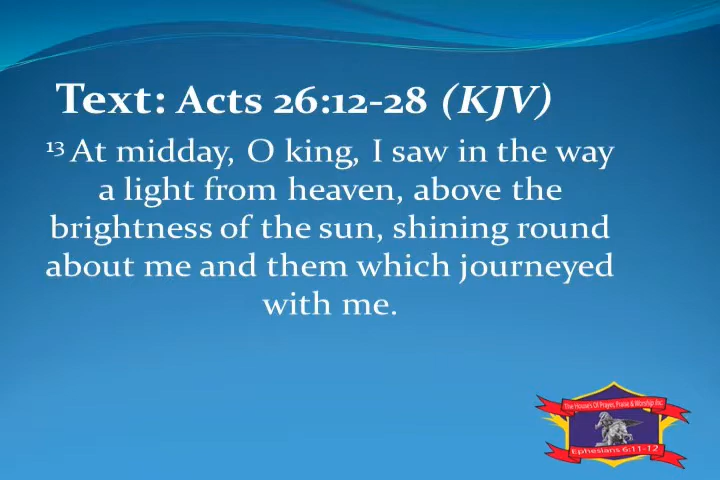 Text: Acts 26:12-28 (KJV)
13 At midday, O king, I saw in the way
a light from heaven, above the
brightness of the sun, shining round
about me and them which journeyed
with me.
The House Of Prayer, Praise & Worship Inc.
Ephesians 6:11-12